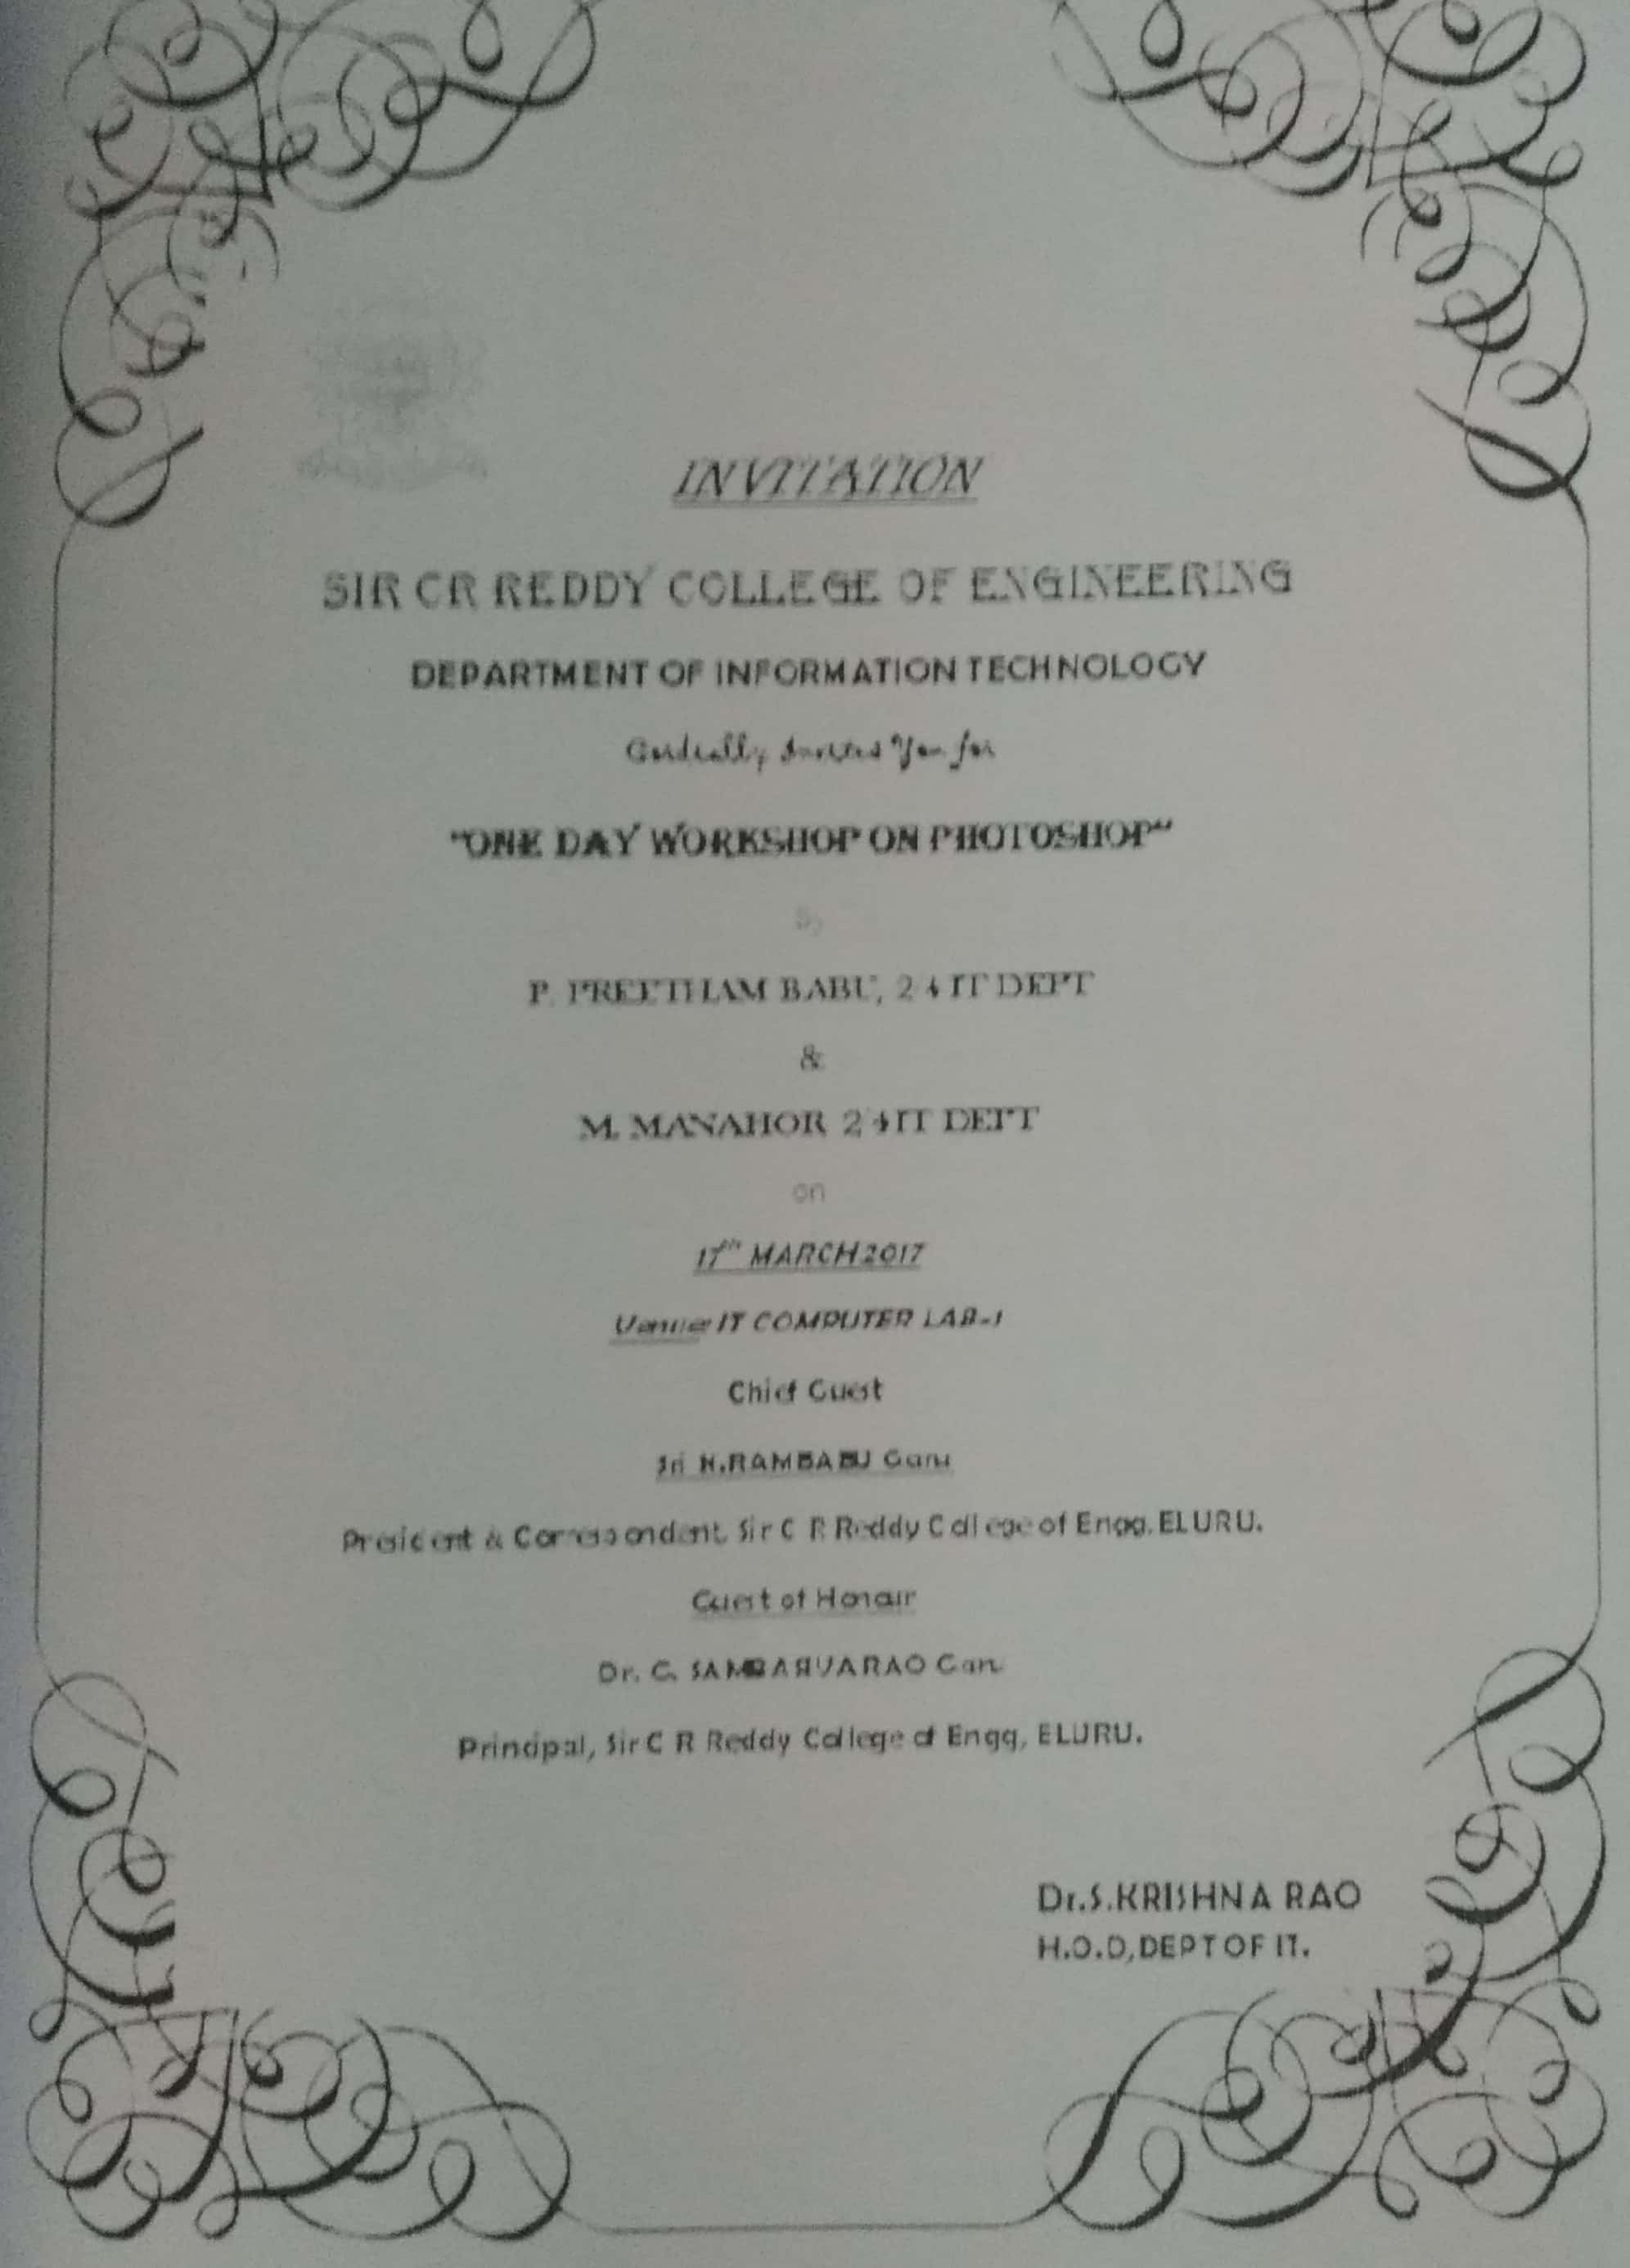 INVITATION
SIR CR REDDY COLLEGE OF ENGINEERING
DEPARTMENT OF INFORMATION TECHNOLOGY
Cordially Invites You for
"ONE DAY WORKSHOP ON PHOTOSHOP"
By
P. PREETHAM BABU, 2/4 IT DEPT
&
M. MANAHOR 2/4 IT DEPT
on
17th MARCH 2017
Venue: IT COMPUTER LAB-1
Chief Guest
Sri N.RAMBABU Garu
President & Correspondent, Sir C R Reddy College of Engg, ELURU.
Guest of Honour
Dr. G. Garu
Principal, Sir C R Reddy College of Engg, ELURU.
Dr.S.KRISHNA RAO
H.O.D,DEPT OF IT.